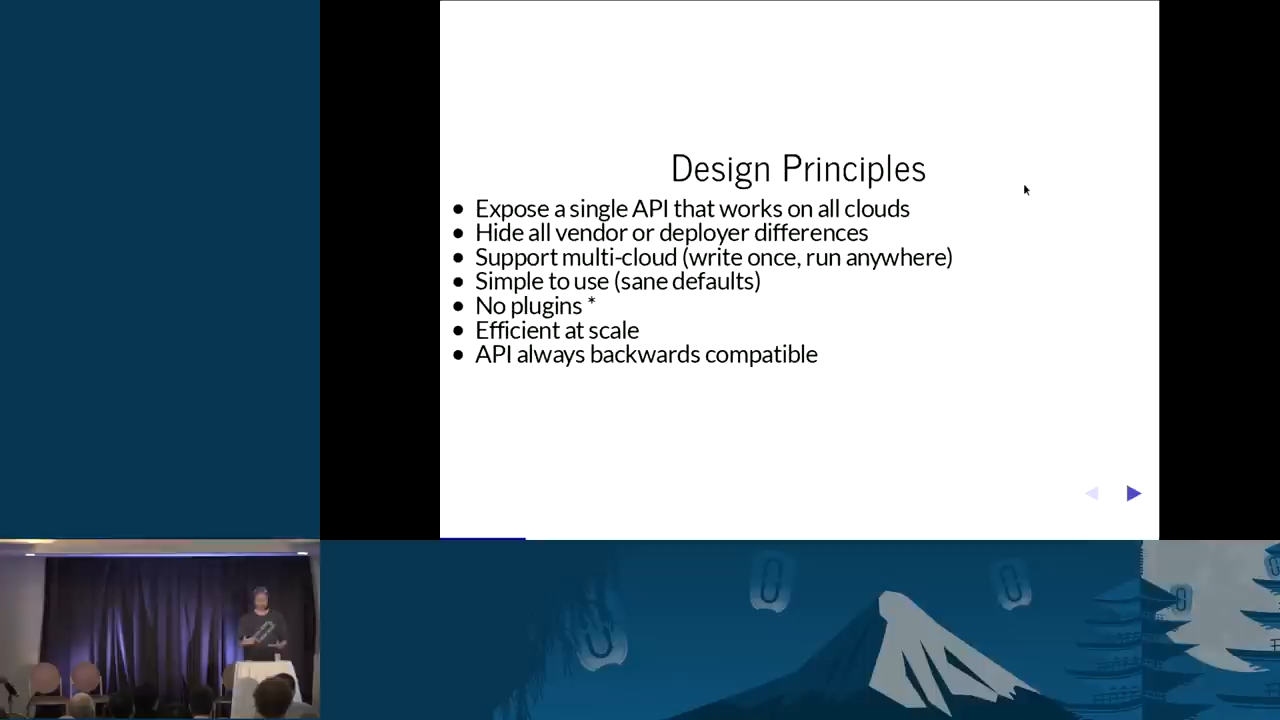 Design Principles
Expose a single API that works on all clouds
Hide all vendor or deployer differences
Support multi-cloud (write once, run anywhere)
Simple to use (sane defaults)
No plugins *
Efficient at scale
API always backwards compatible